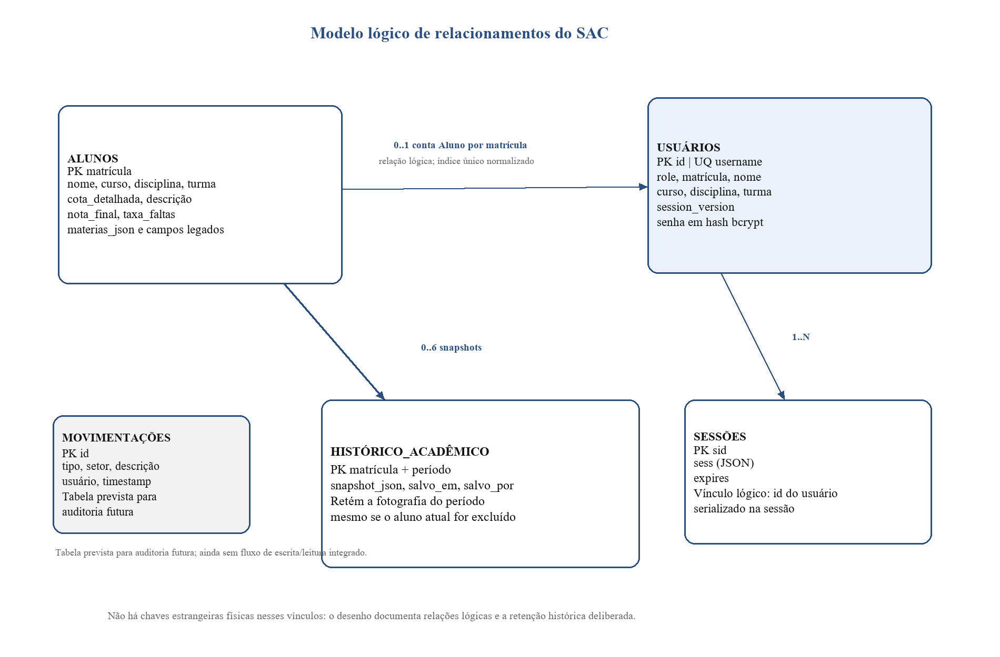 Modelo lógico de relacionamentos do SAC
ALUNOS
PK matrícula
nome, curso, disciplina, turma
cota_detalhada, descrição
nota_final, taxa_faltas
materias_json e campos legados
0..1 conta Aluno por matrícula
relação lógica; índice único normalizado
USUÁRIOS
PK id | UQ username
role, matrícula, nome
curso, disciplina, turma
session_version
senha em hash bcrypt
0..6 snapshots
1..N
MOVIMENTAÇÕES
PK id
tipo, setor, descrição
usuário, timestamp
Tabela prevista para
auditoria futura
Tabela prevista para auditoria futura; ainda sem fluxo de escrita/leitura integrado.
HISTÓRICO_ACADÊMICO
PK matrícula + período
snapshot_json, salvo_em, salvo_por
Retém a fotografia do período
mesmo se o aluno atual for excluído
SESSÕES
PK sid
sess (JSON)
expires
Vínculo lógico: id do usuário
serializado na sessão
Não há chaves estrangeiras físicas nesses vínculos: o desenho documenta relações lógicas e a retenção histórica deliberada.